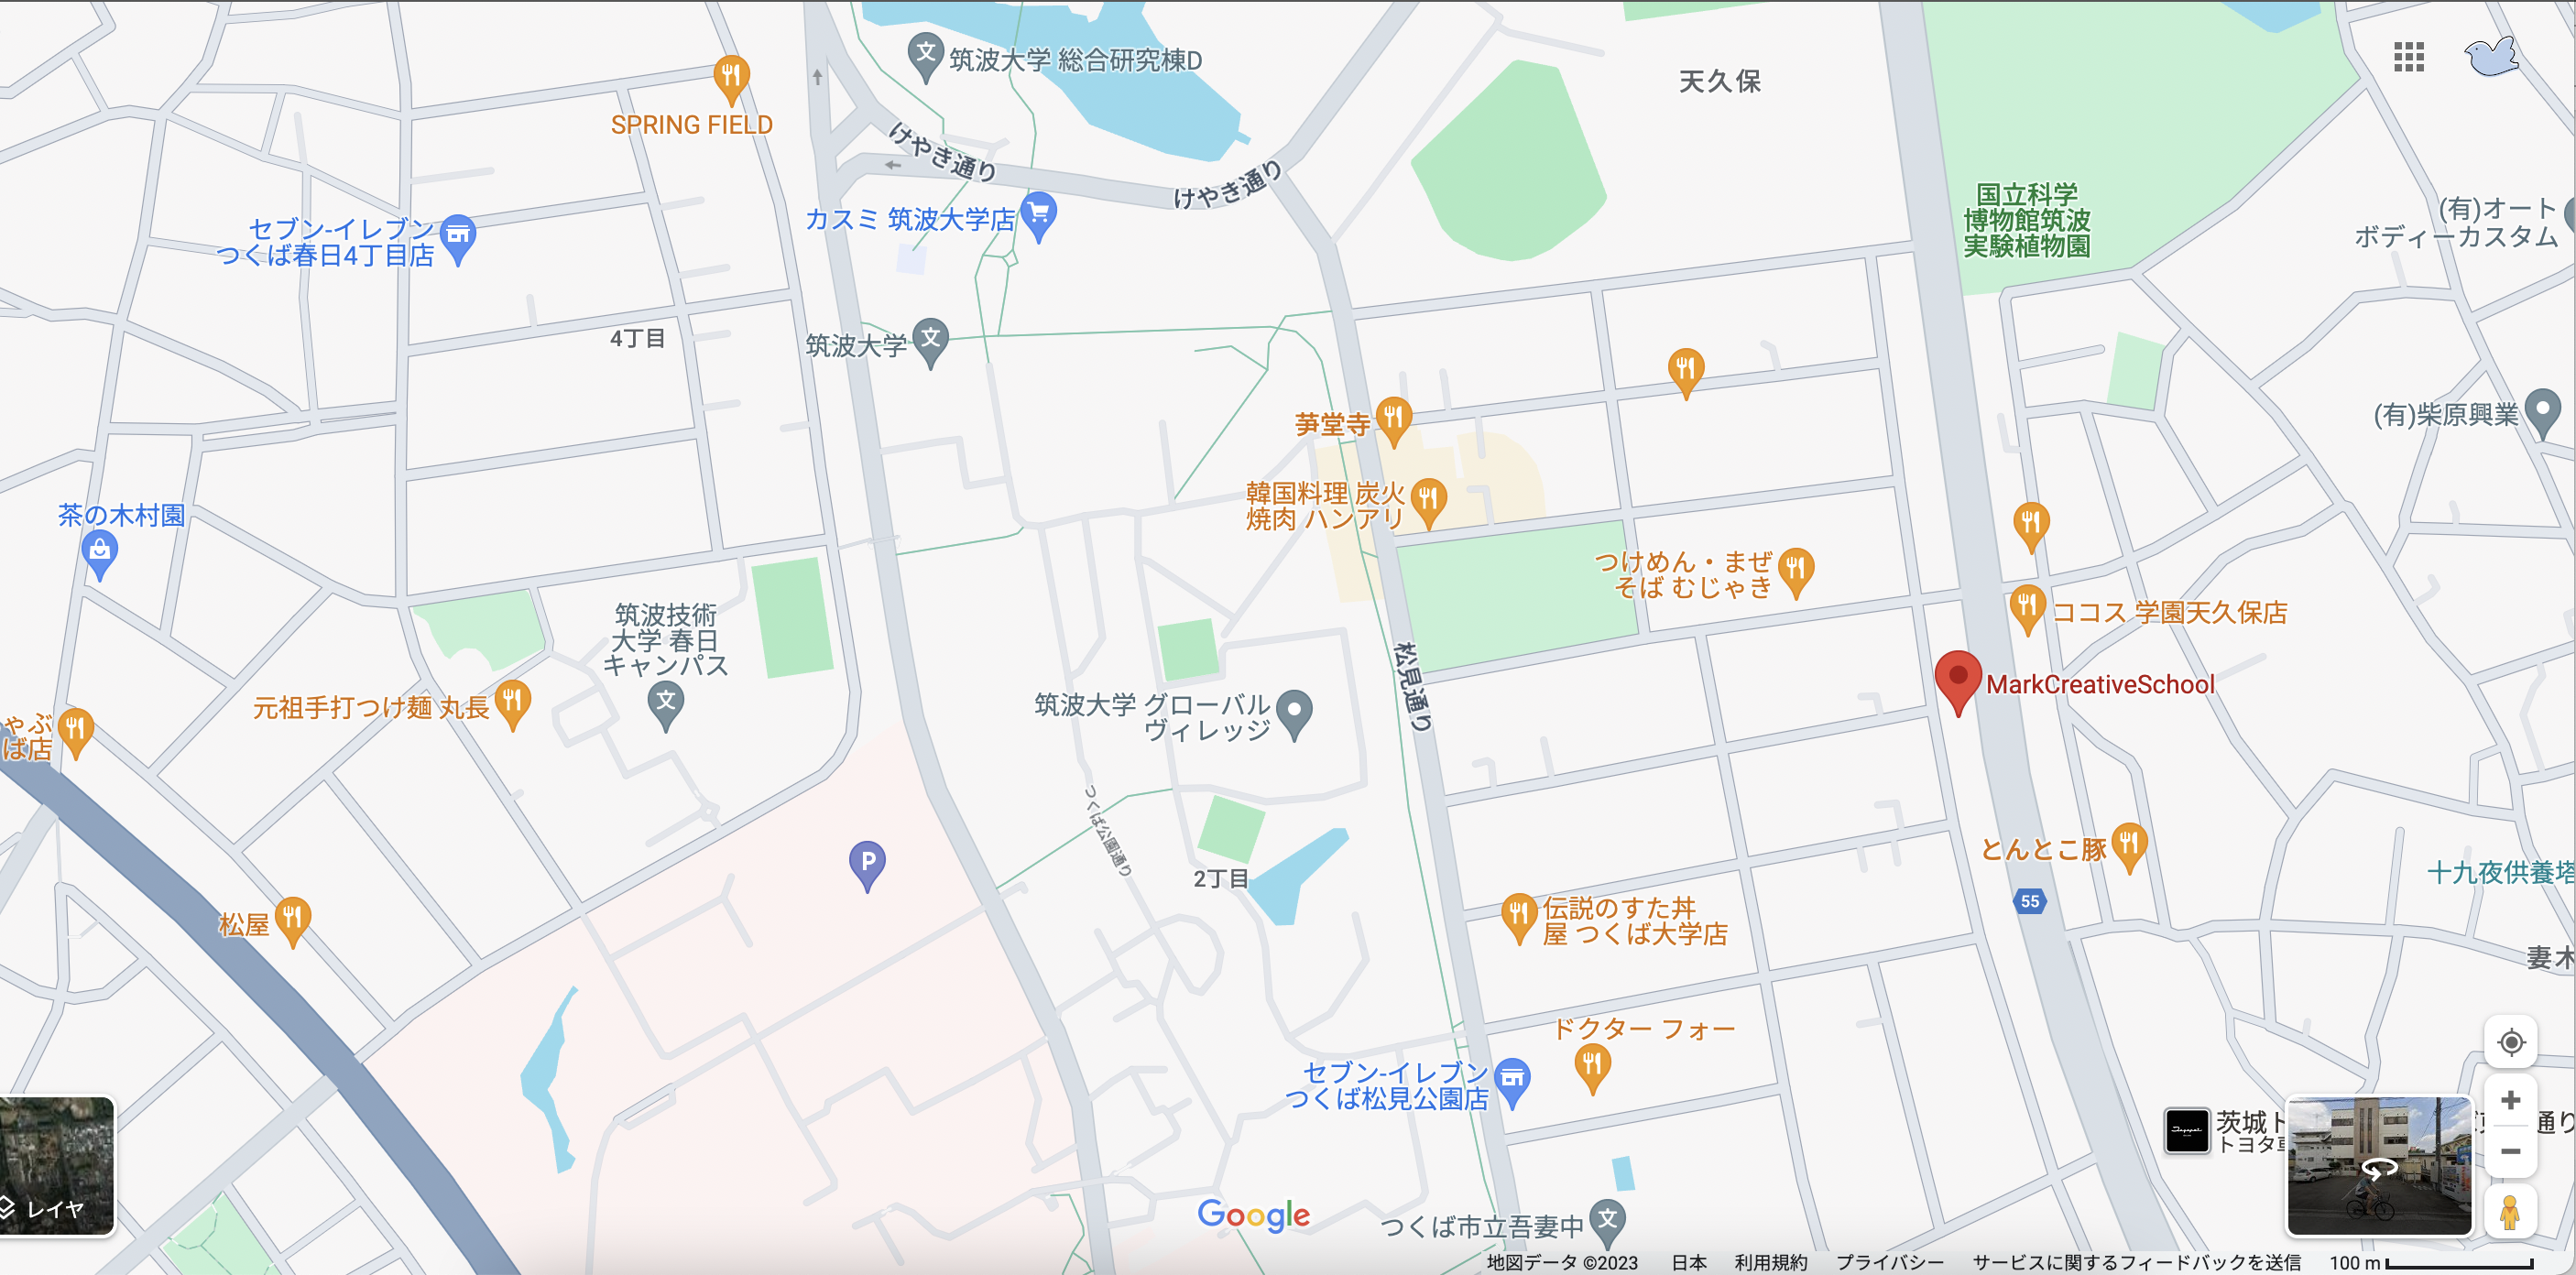 筑波大学 総合研究棟D
天久保
SPRING FIELD
けやき通り
けやき通り
国立科学
博物館筑波
実験植物園
(有)オート
ボディーカスタム
カスミ 筑波大学店
セブン-イレブン
つくば春日4丁目店
4丁目
筑波大学
芛堂寺
(有)柴原興業
韓国料理 炭火
焼肉 ハンアリ
茶の木村園
つけめん・まぜ
そば むじゃき
ココス 学園天久保店
筑波技術
大学 春日
キャンパス
松見通り
MarkCreativeSchool
元祖手打つけ麺 丸長
筑波大学 グローバル
ヴィレッジ
ゃぶ
ば店
つくば公園通り
P
2丁目
とんとこ豚
十九夜供養塔
55
松屋
伝説のすた丼
屋 つくば大学店
妻木
ドクター フォー
セブン-イレブン
つくば松見公園店
茨城ト
トヨタ
通り
レイヤ
Google
つくば市立吾妻中
地図データ ©2023 日本 利用規約 プライバシー サービスに関するフィードバックを送信 100 m